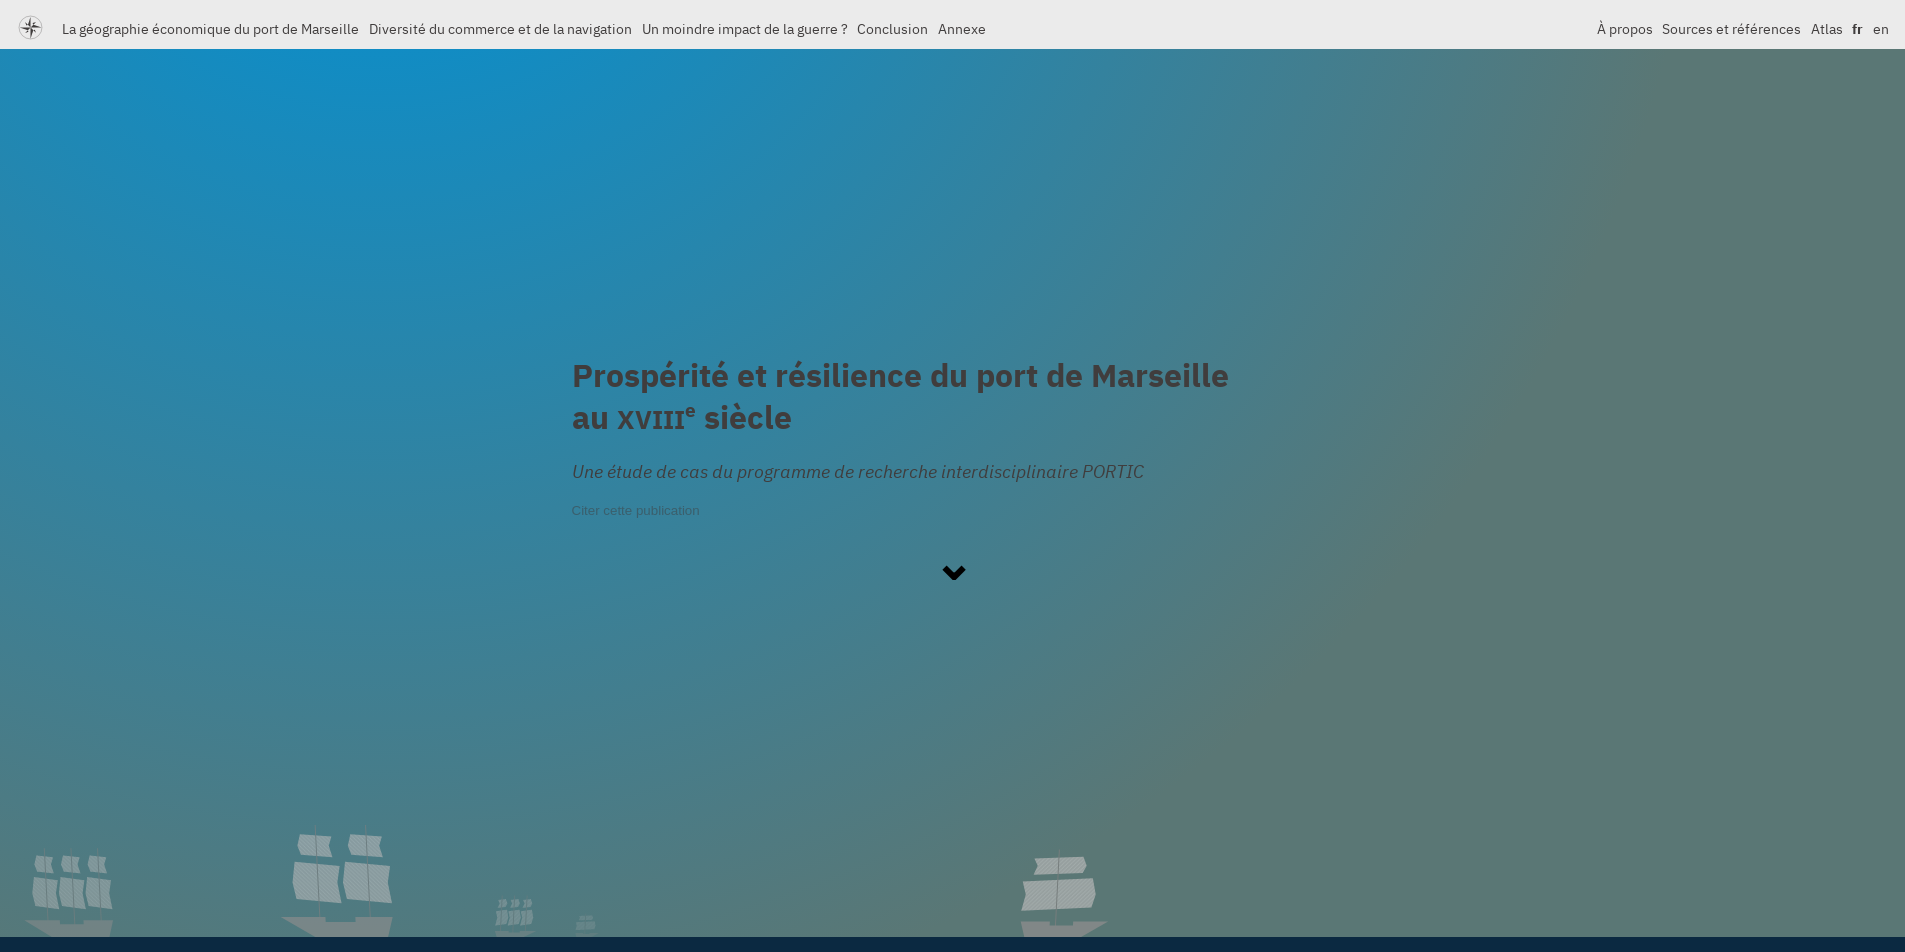 La géographie économique du port de Marseille Diversité du commerce et de la navigation Un moindre impact de la guerre ? Conclusion Annexe À propos Sources et références Atlas fr en
Prospérité et résilience du port de Marseille
au XVIIIe siècle
Une étude de cas du programme de recherche interdisciplinaire PORTIC
Citer cette publication